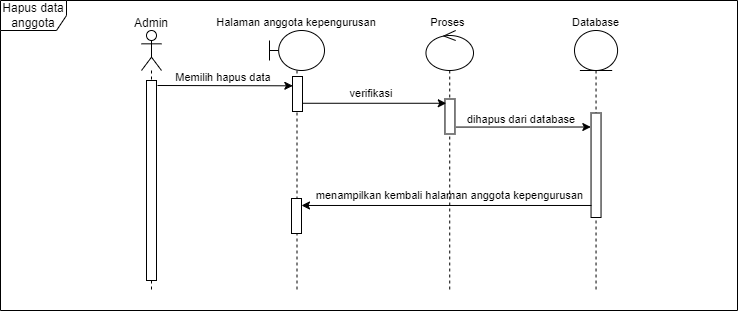 Hapus data
anggota
Admin
Halaman anggota kepengurusan
Proses
Database
Memilih hapus data
verifikasi
dihapus dari database
menampilkan kembali halaman anggota kepengurusan